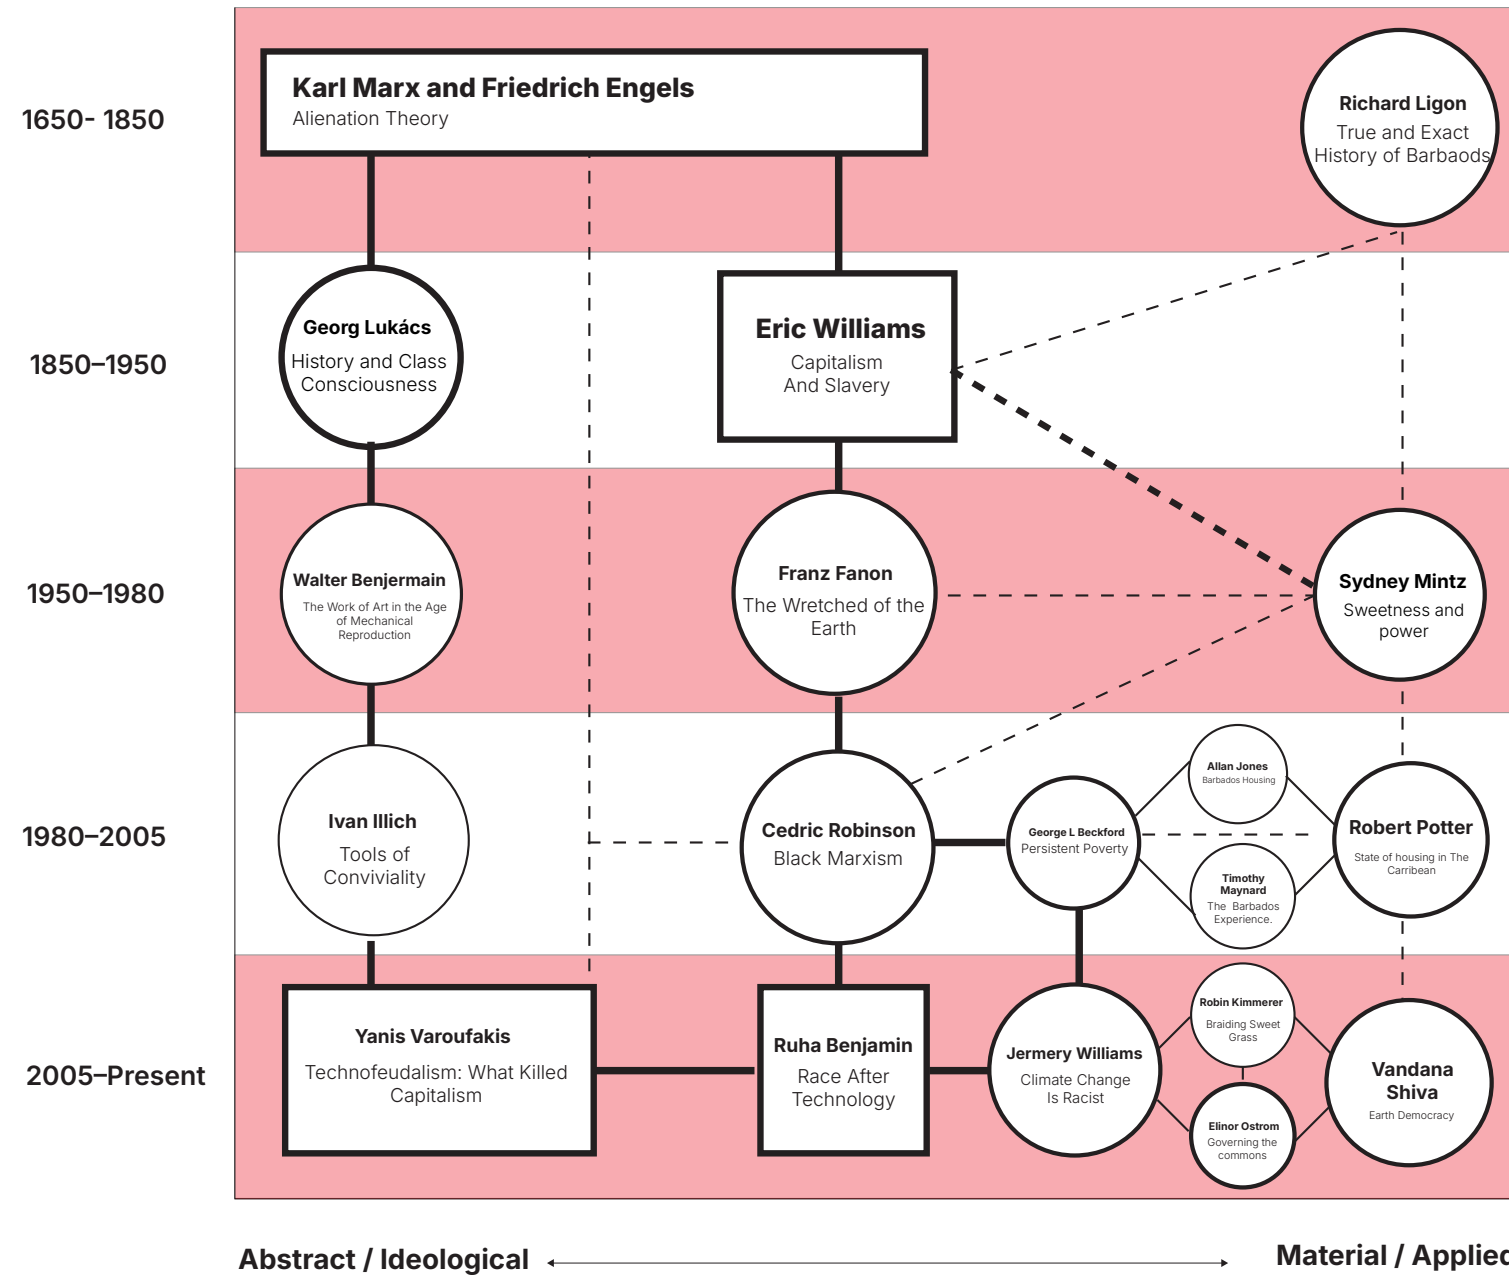 1650- 1850
Karl Marx and Friedrich Engels
Alienation Theory
Richard Ligon
True and Exact
History of Barbaods
1850–1950
Georg Lukács
History and Class
Consciousness
Eric Williams
Capitalism
And Slavery
1950–1980
Walter Benjermain
The Work of Art in the Age
of Mechanical
Reproduction
Franz Fanon
The Wretched of the
Earth
Sydney Mintz
Sweetness and
power
1980–2005
Ivan Illich
Tools of
Conviviality
Cedric Robinson
Black Marxism
George L Beckford
Persistent Poverty
Allan Jones
Barbados Housing
Timothy
Maynard
The Barbados
Experience.
Robert Potter
State of housing in The
Carribean
2005–Present
Yanis Varoufakis
Technofeudalism: What Killed
Capitalism
Ruha Benjamin
Race After
Technology
Jermery Williams
Climate Change
Is Racist
Robin Kimmerer
Braiding Sweet
Grass
Elinor Ostrom
Governing the
commons
Vandana
Shiva
Earth Democracy
Abstract / Ideological
Material / Applied